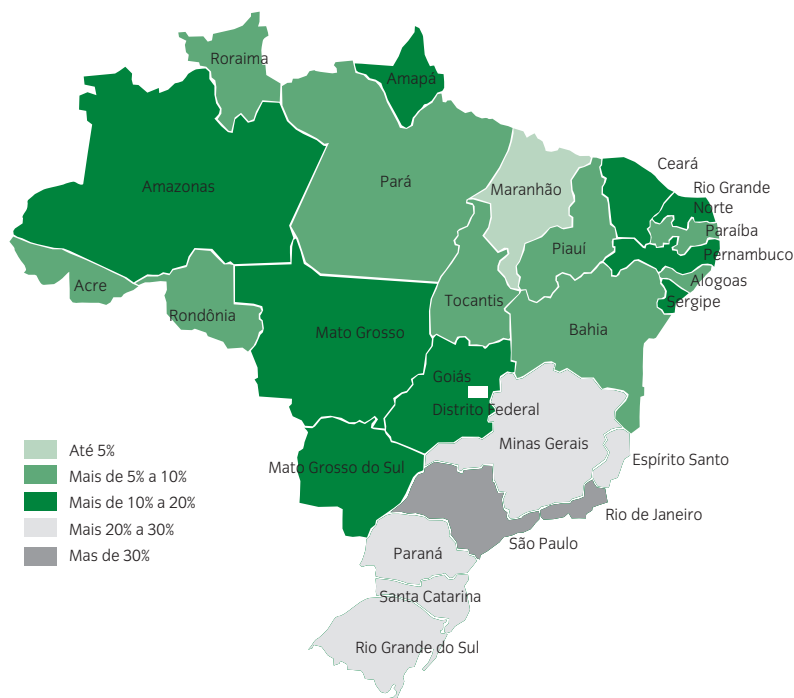 Roraima
Amapá
Amazonas
Pará
Maranhão
Ceará
Rio Grande
Norte
Paraíba
Piauí
Pernambuco
Alogoas
Sergipe
Acre
Rondônia
Tocantis
Mato Grosso
Bahia
Goiás
Distrito Federal
Minas Gerais
Mato Grosso do Sul
Espírito Santo
Rio de Janeiro
São Paulo
Paraná
Santa Catarina
Rio Grande do Sul
Até 5%
Mais de 5% a 10%
Mais de 10% a 20%
Mais 20% a 30%
Mas de 30%